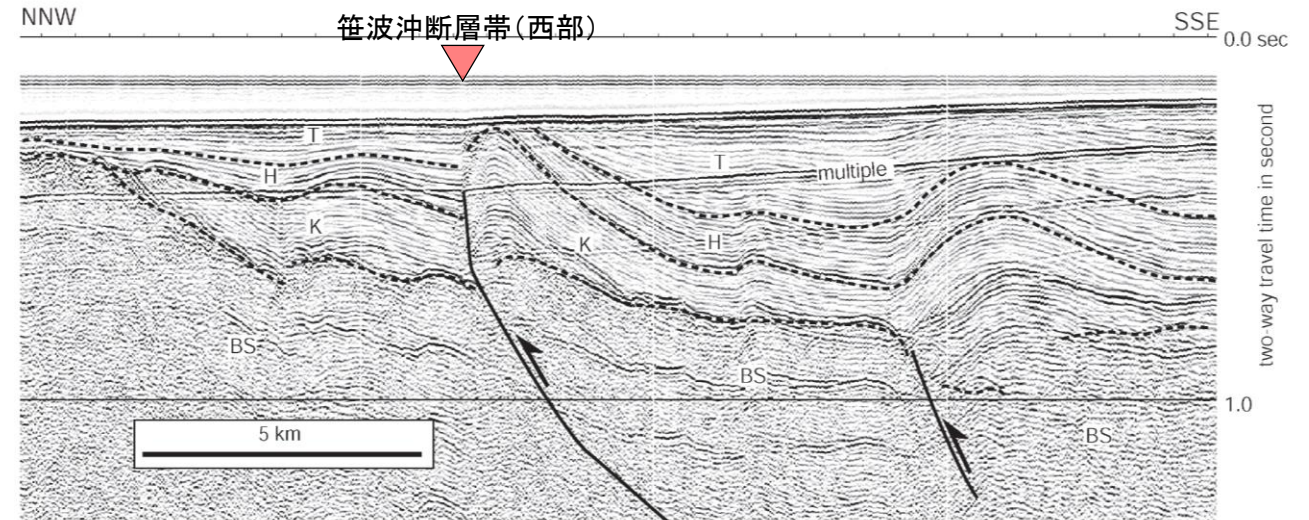 NNW
笹波沖断層帯(西部)
SSE
0.0 sec
T
T
H
multiple
K
H
K
BS
BS
BS
1.0
5 km
two-way travel time in second